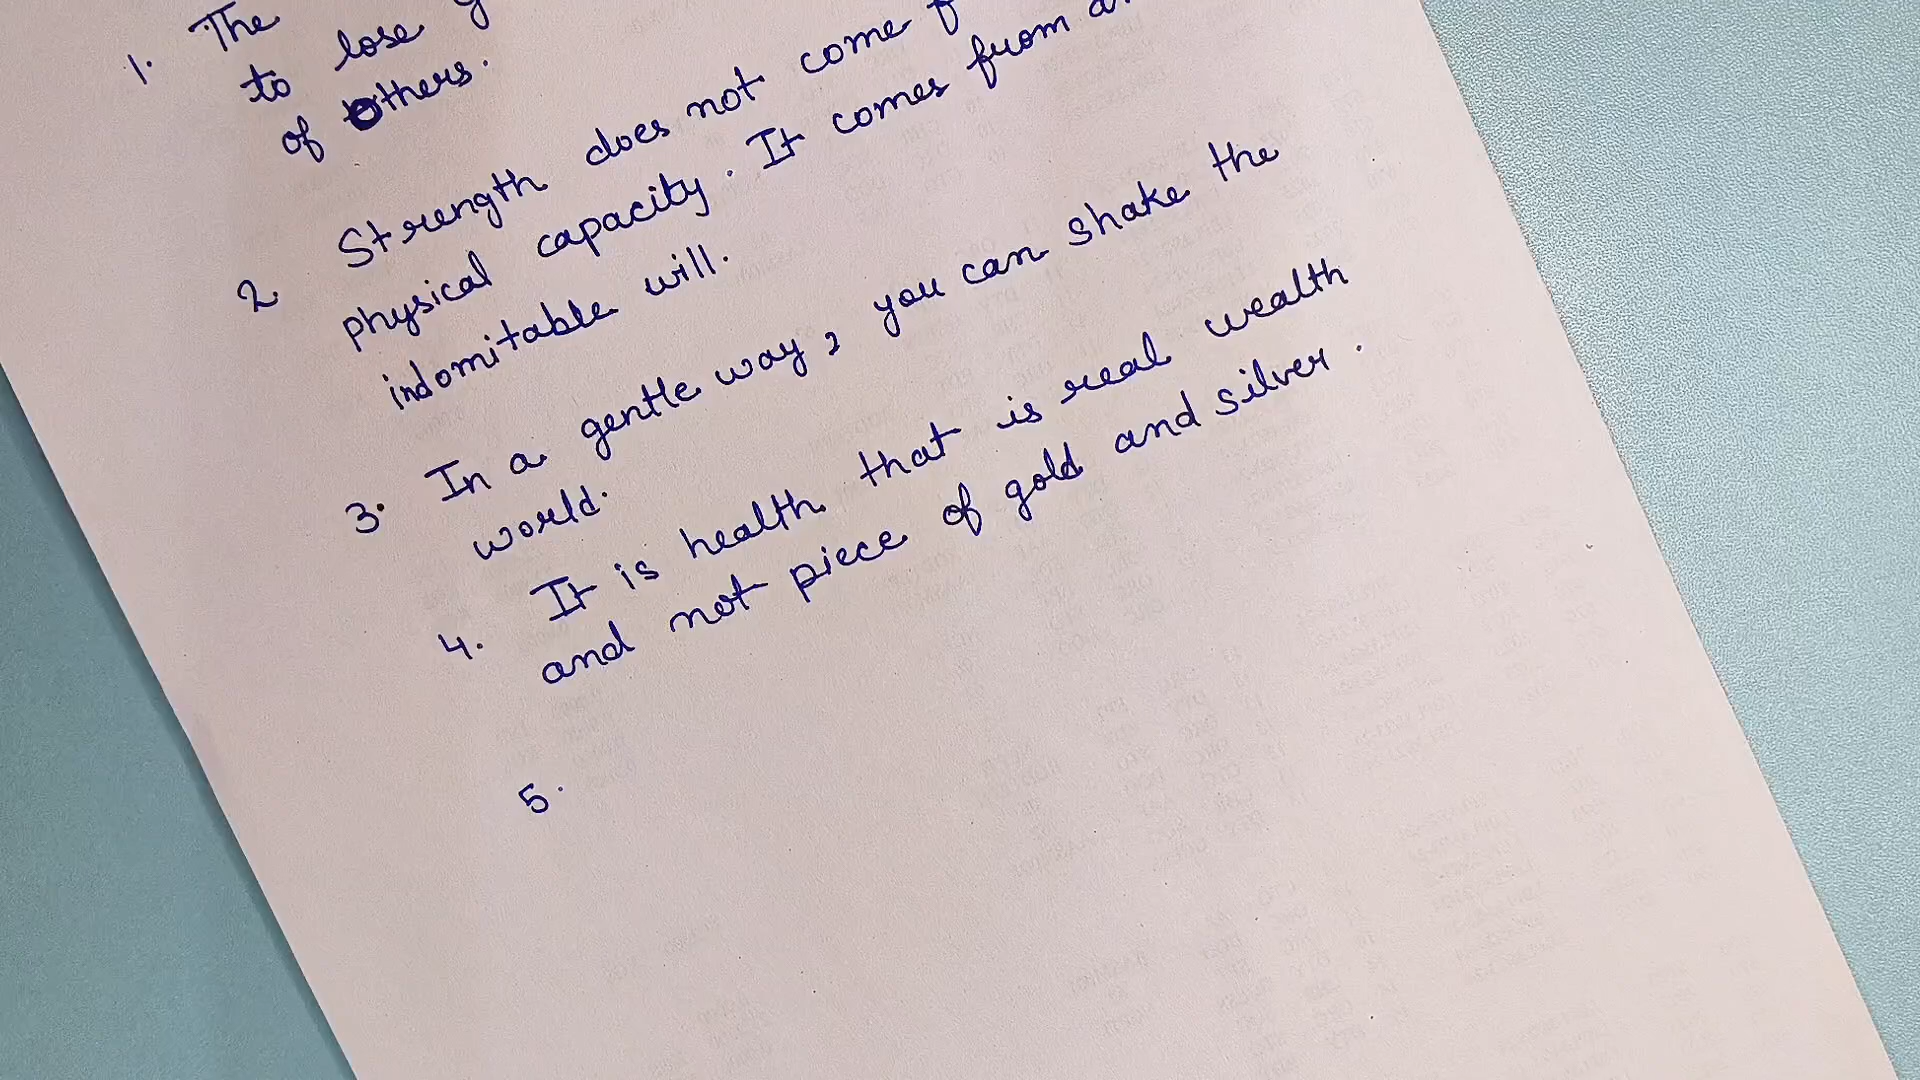 1. The
to lose
of others.
2 Strength does not come
physical capacity. It comes from
indomitable will.
3. In a gentle way, you can shake the
world.
4. It is health that is real wealth
and not piece of gold and silver.
5.